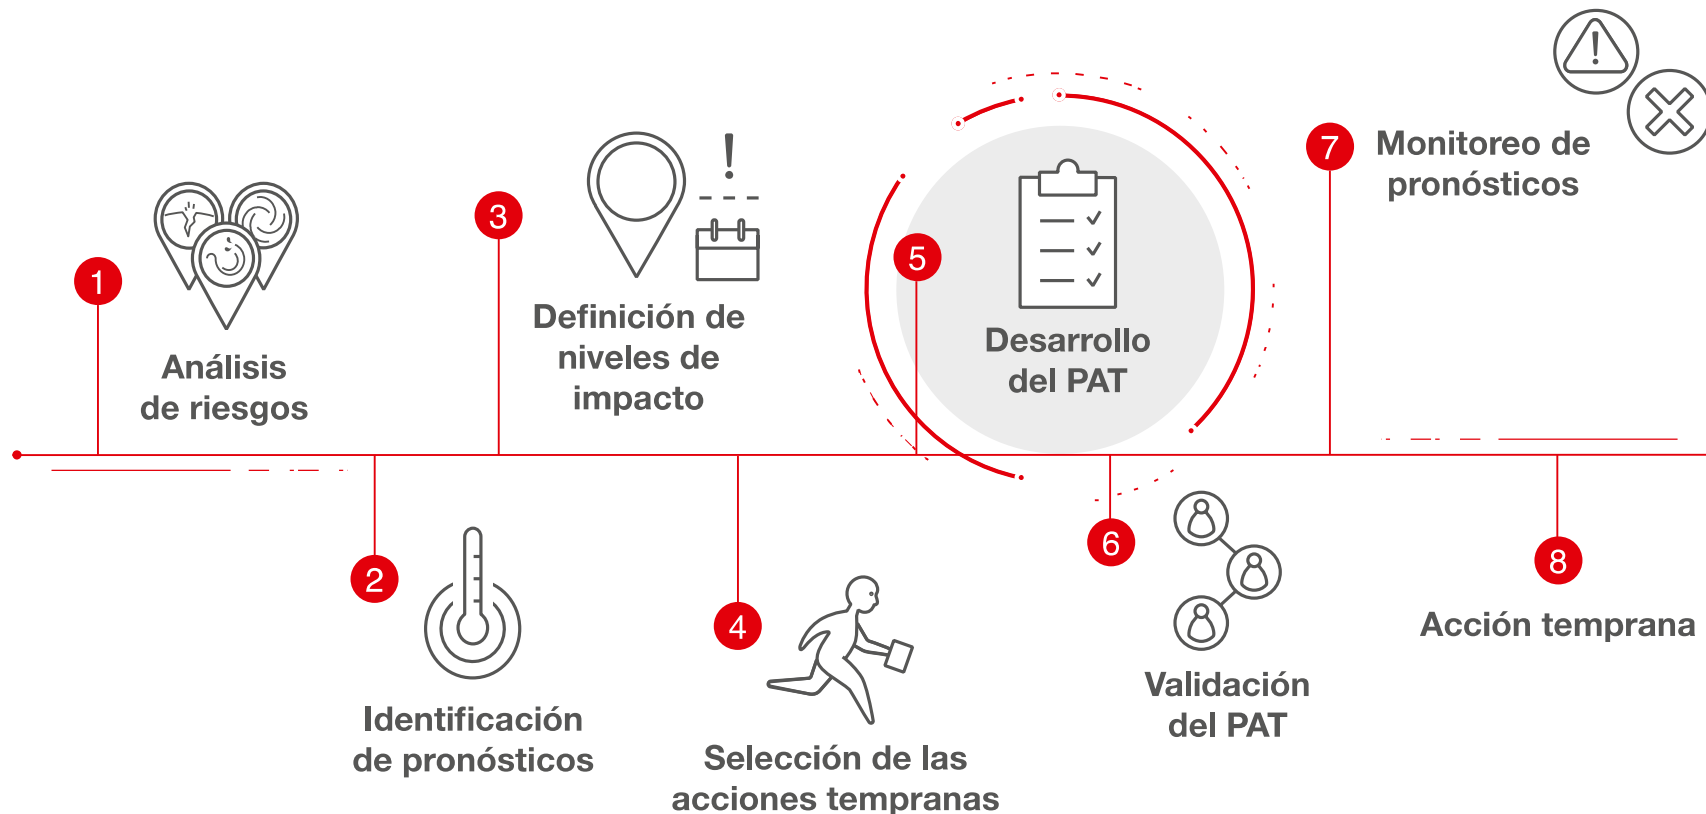 1
Análisis
de riesgos
2
Identificación
de pronósticos
3
Definición de
niveles de
impacto
4
Selección de las
acciones tempranas
5
Desarrollo
del PAT
6
Validación
del PAT
7
Monitoreo de
pronósticos
8
Acción temprana